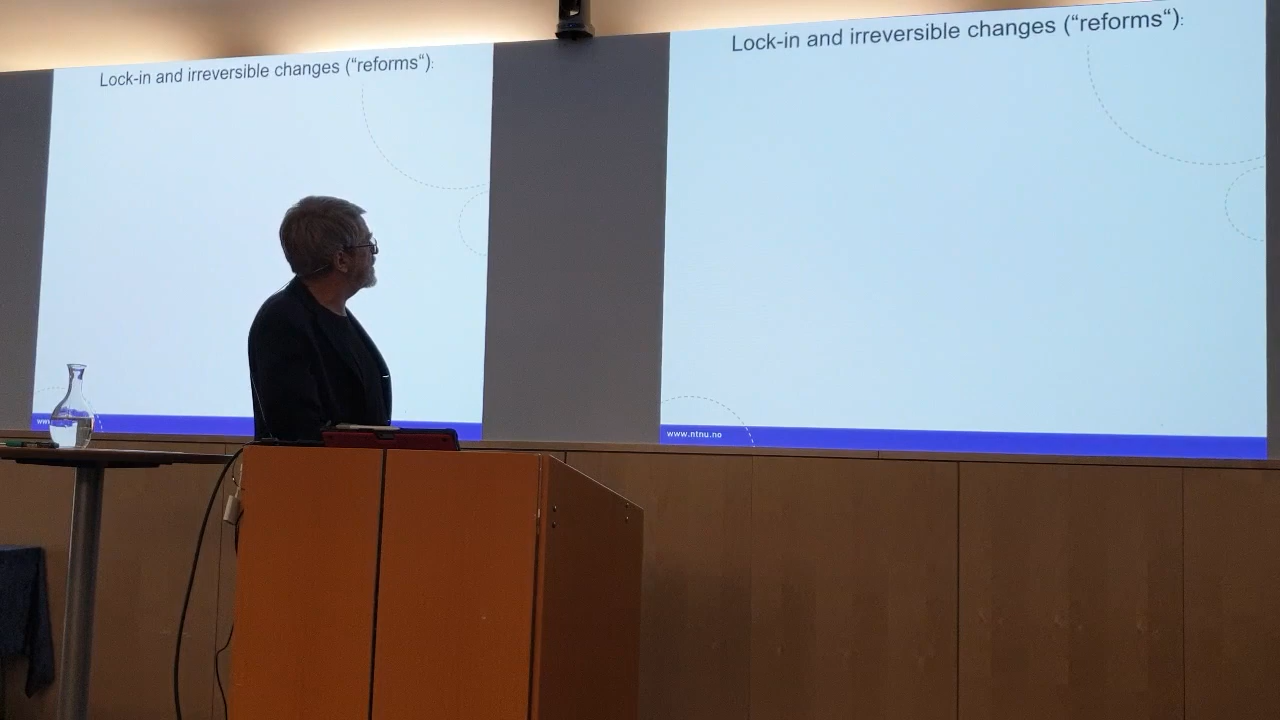 Lock-in and irreversible changes (“reforms“):
Lock-in and irreversible changes (“reforms“):
www.ntnu.no